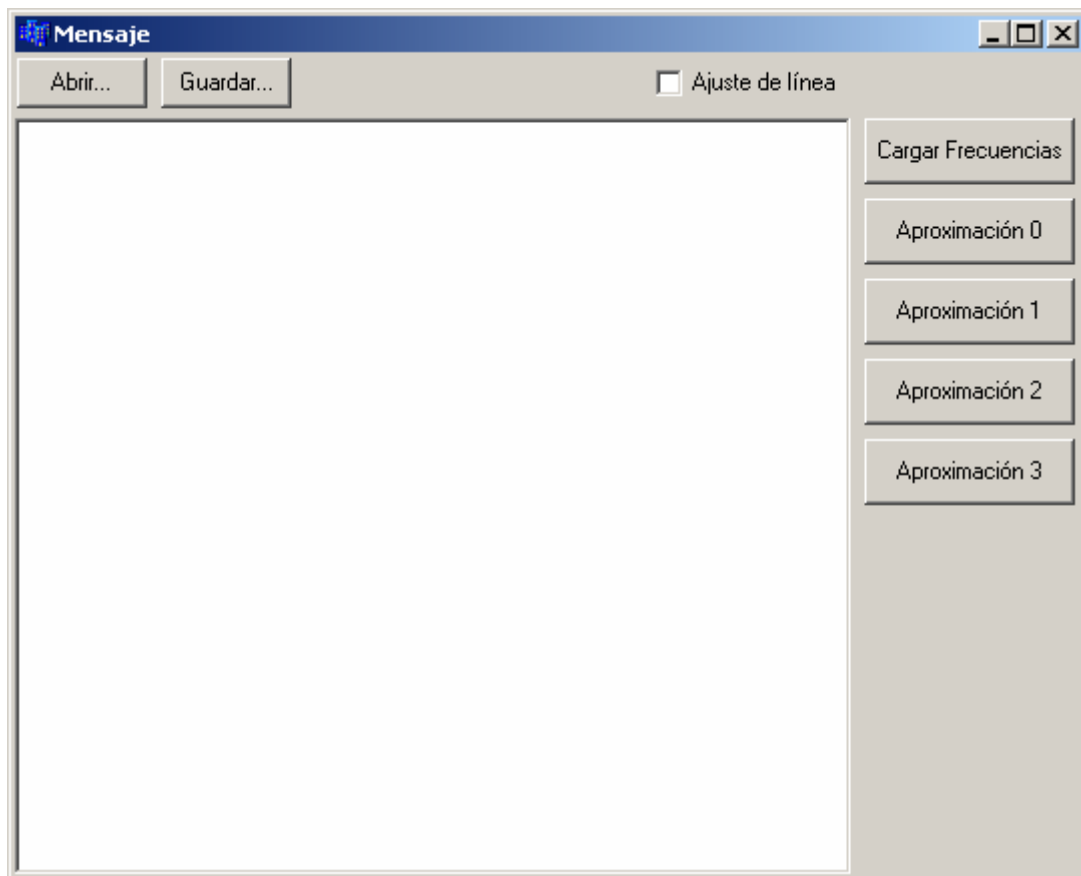 Mensaje
Abrir...
Guardar...
Ajuste de línea
Cargar Frecuencias
Aproximación 0
Aproximación 1
Aproximación 2
Aproximación 3